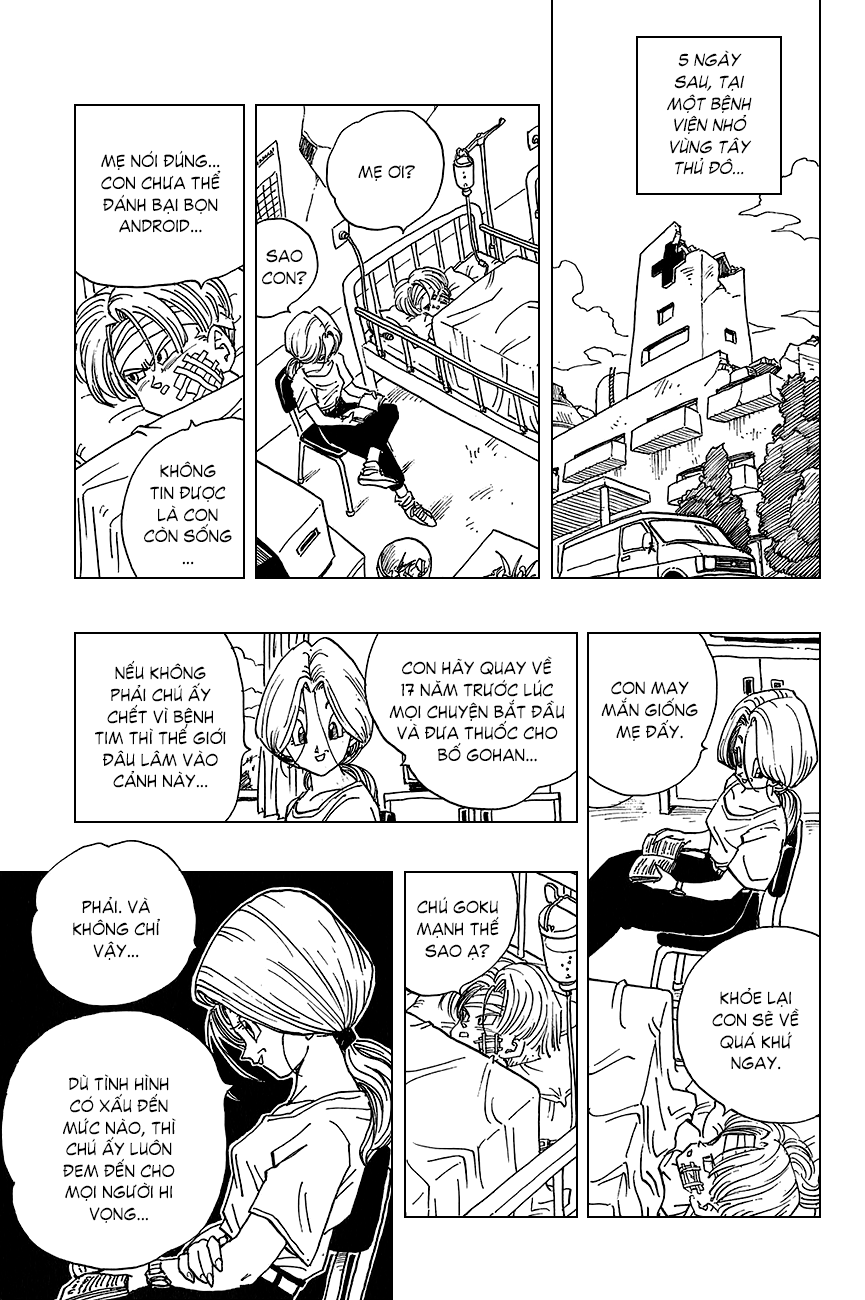 5 NGÀY
SAU, TẠI
MỘT BỆNH
VIỆN NHỎ
VÙNG TÂY
THỦ ĐÔ...
MẸ ƠI?
SAO
CON?
MẸ NÓI ĐÚNG...
CON CHƯA THỂ
ĐÁNH BẠI BỌN
ANDROID...
KHÔNG
TIN ĐƯỢC
LÀ CON
CÒN SỐNG
...
CON MAY
MẮN GIỐNG
MẸ ĐẤY.
KHỎE LẠI
CON SẼ VỀ
QUÁ KHỨ
NGAY.
CON HÃY QUAY VỀ
17 NĂM TRƯỚC LÚC
MỌI CHUYỆN BẮT ĐẦU
VÀ ĐƯA THUỐC CHO
BỐ GOHAN...
NẾU KHÔNG
PHẢI CHÚ ẤY
CHẾT VÌ BỆNH
TIM THÌ THẾ GIỚI
ĐÂU LÂM VÀO
CẢNH NÀY...
CHÚ GOKU
MẠNH THẾ
SAO Ạ?
PHẢI. VÀ
KHÔNG CHỈ
VẬY...
DÙ TÌNH HÌNH
CÓ XẤU ĐẾN
MỨC NÀO, THÌ
CHÚ ẤY LUÔN
ĐEM ĐẾN CHO
MỌI NGƯỜI HI
VỌNG...